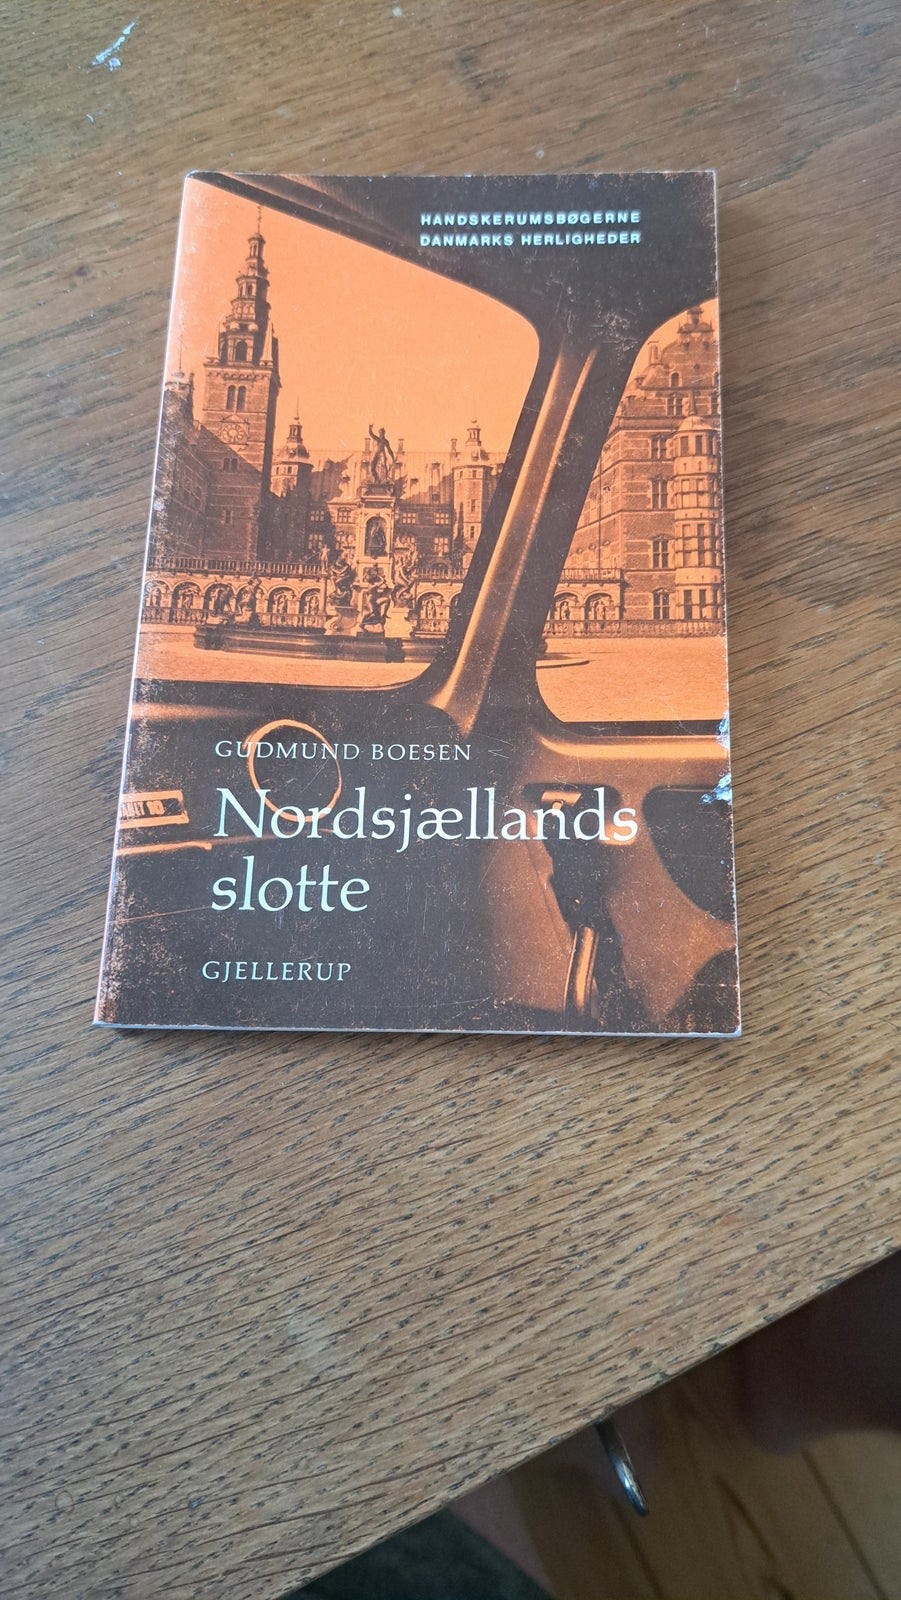 HANDSKERUMSBØGERNE
DANMARKS HERLIGHEDER
GUDMUND BOESEN
Nordsjællands
slotte
GJELLERUP